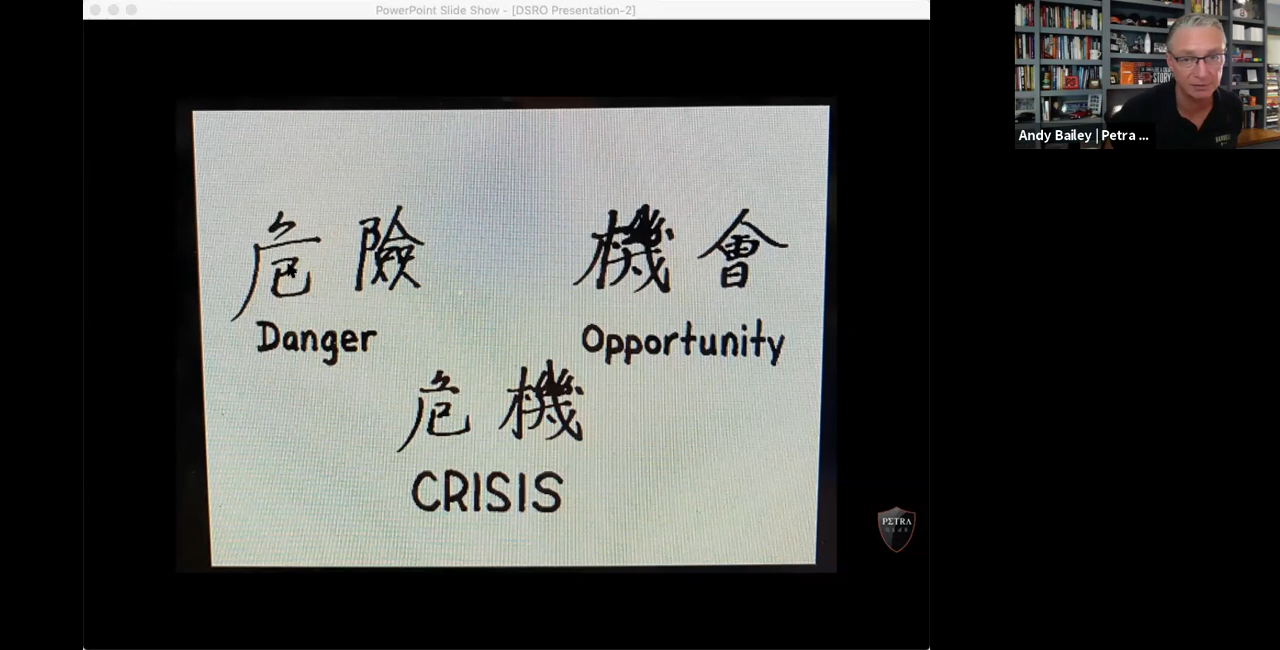 PowerPoint Slide Show - [DSRO Presentation-2]
危險 機會
Danger Opportunity
危機
CRISIS
PETRA
Andy Bailey | Petra ...
STORY